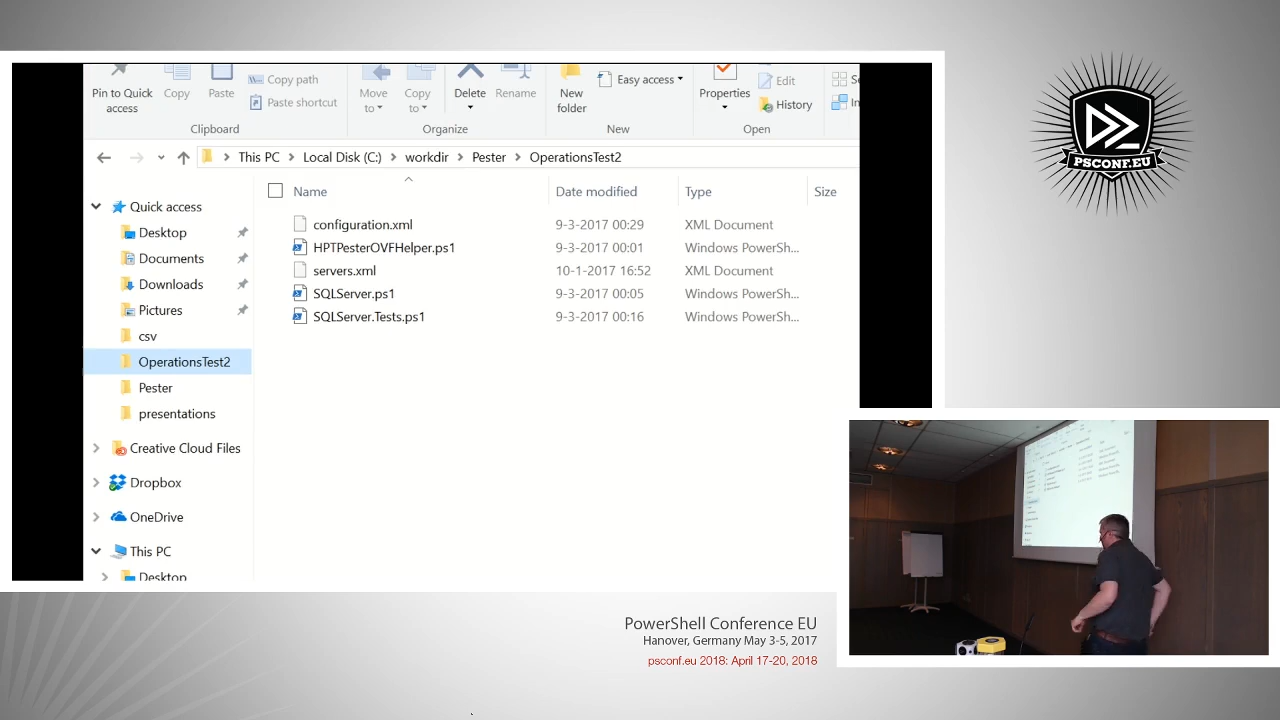 Pin to Quick access
Copy
Paste
Copy path
Paste shortcut
Clipboard
Move to
Copy to
Delete
Rename
Organize
New folder
Easy access
New
Properties
Edit
History
Open
This PC > Local Disk (C:) > workdir > Pester > OperationsTest2
Name Date modified Type Size
configuration.xml 9-3-2017 00:29 XML Document
HPTPesterOVFHelper.ps1 9-3-2017 00:01 Windows PowerSh...
servers.xml 10-1-2017 16:52 XML Document
SQLServer.ps1 9-3-2017 00:05 Windows PowerSh...
SQLServer.Tests.ps1 9-3-2017 00:16 Windows PowerSh...
Quick access
Desktop
Documents
Downloads
Pictures
csv
OperationsTest2
Pester
presentations
Creative Cloud Files
Dropbox
OneDrive
This PC
Desktop
PSCONF.EU
PowerShell Conference EU
Hanover, Germany May 3-5, 2017
psconf.eu 2018: April 17-20, 2018